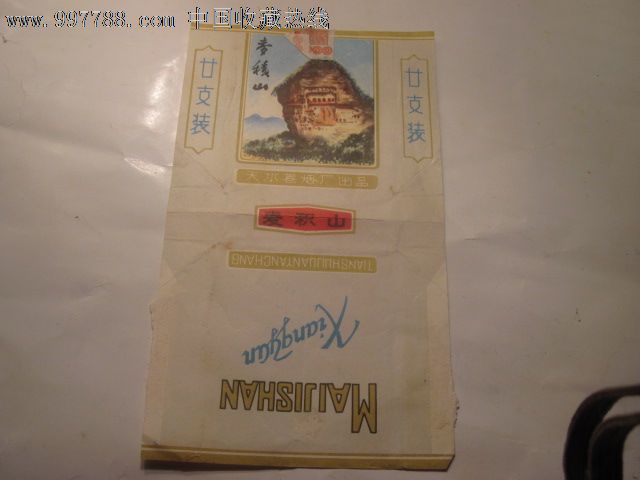 www.997788.com 中国收藏热线
麦積山
廿支装
廿支装
天水卷烟厂出品
麦积山
TIANSHUIJUANYANCHANG
Xiangyan
MAIJISHAN